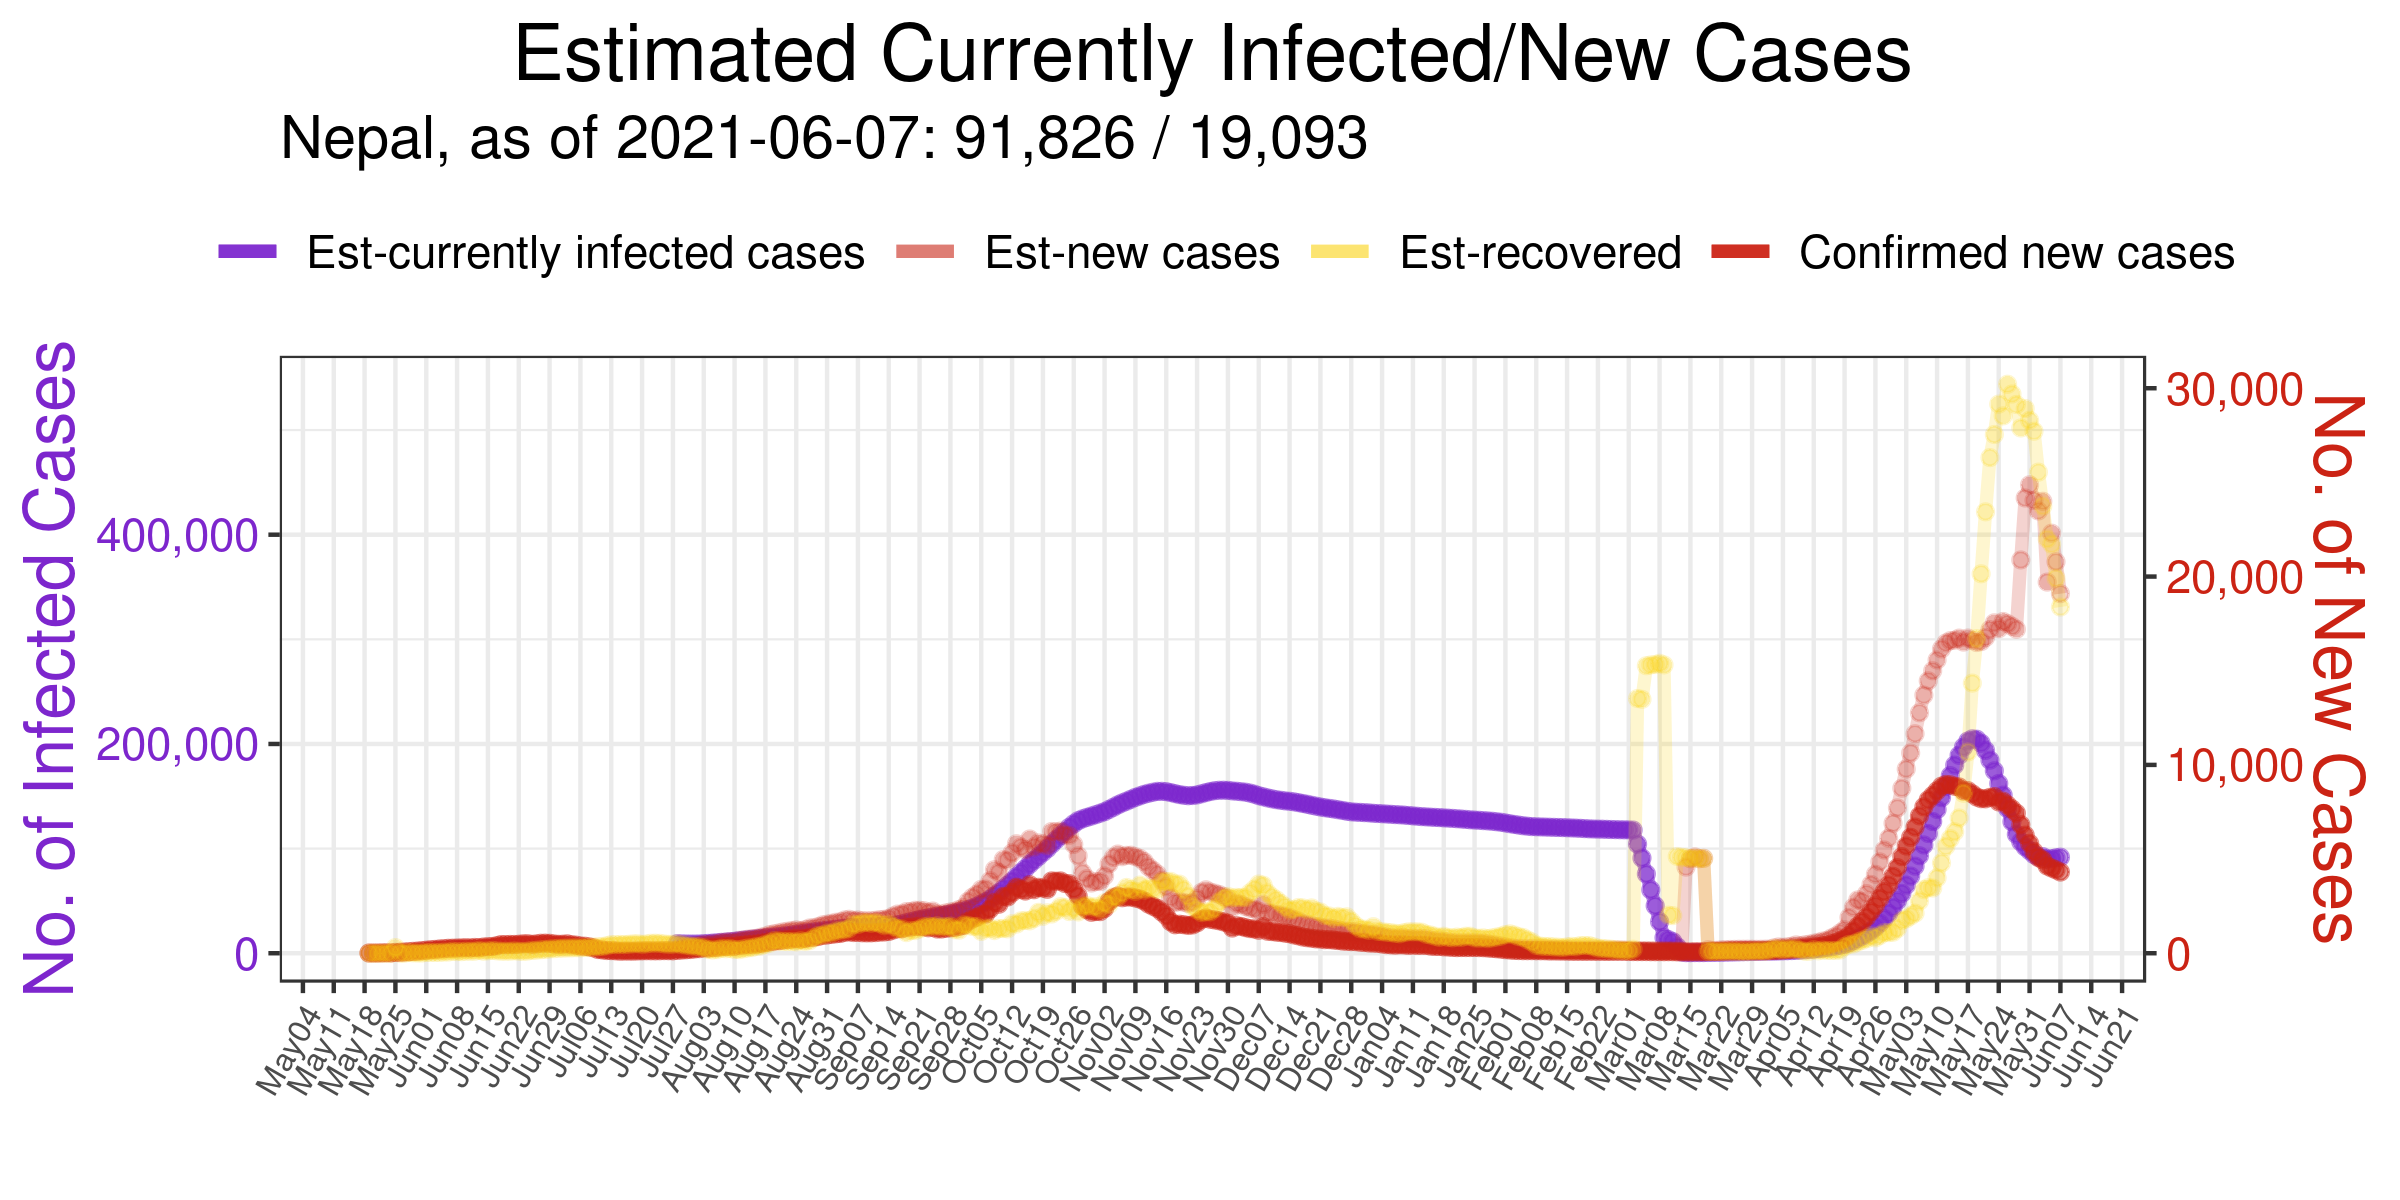 Estimated Currently Infected/New Cases
Nepal, as of 2021-06-07: 91,826 / 19,093
Est-currently infected cases Est-new cases Est-recovered Confirmed new cases
No. of Infected Cases
400,000
200,000
0
30,000
20,000
10,000
0
No. of New Cases
May04 May11 May18 May25 Jun01 Jun08 Jun15 Jun22 Jun29 Jul06 Jul13 Jul20 Jul27 Aug03 Aug10 Aug17 Aug24 Aug31 Sep07 Sep14 Sep21 Sep28 Oct05 Oct12 Oct19 Oct26 Nov02 Nov09 Nov16 Nov23 Nov30 Dec07 Dec14 Dec21 Dec28 Jan04 Jan11 Jan18 Jan25 Feb01 Feb08 Feb15 Feb22 Mar01 Mar08 Mar15 Mar22 Mar29 Apr05 Apr12 Apr19 Apr26 May03 May10 May17 May24 May31 Jun07 Jun14 Jun21